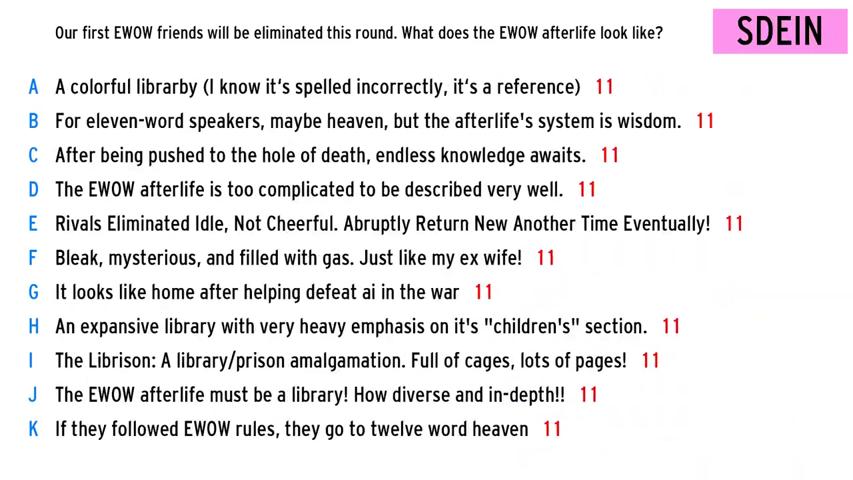 Our first EWOW friends will be eliminated this round. What does the EWOW afterlife look like?
SDEIN
A A colorful librarby (I know it's spelled incorrectly, it's a reference) 11
B For eleven-word speakers, maybe heaven, but the afterlife's system is wisdom. 11
C After being pushed to the hole of death, endless knowledge awaits. 11
D The EWOW afterlife is too complicated to be described very well. 11
E Rivals Eliminated Idle, Not Cheerful. Abruptly Return New Another Time Eventually! 11
F Bleak, mysterious, and filled with gas. Just like my ex wife! 11
G It looks like home after helping defeat ai in the war 11
H An expansive library with very heavy emphasis on it's "children's" section. 11
I The Librison: A library/prison amalgamation. Full of cages, lots of pages! 11
J The EWOW afterlife must be a library! How diverse and in-depth!! 11
K If they followed EWOW rules, they go to twelve word heaven 11